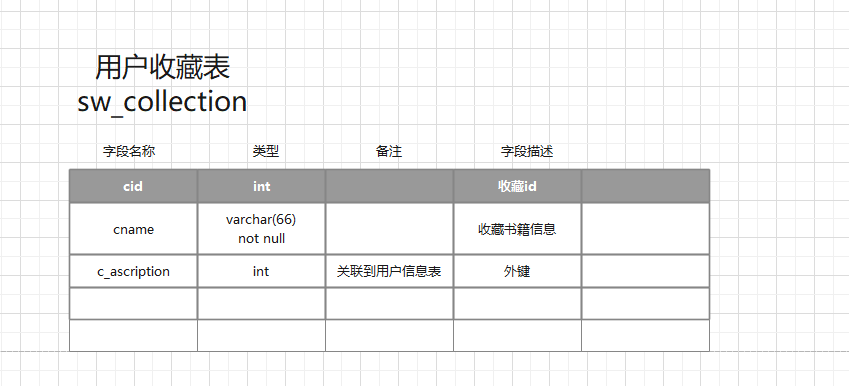 用户收藏表
sw_collection
字段名称 类型 备注 字段描述
cid int 收藏id
cname varchar(66) not null 收藏书籍信息
c_ascription int 关联到用户信息表 外键